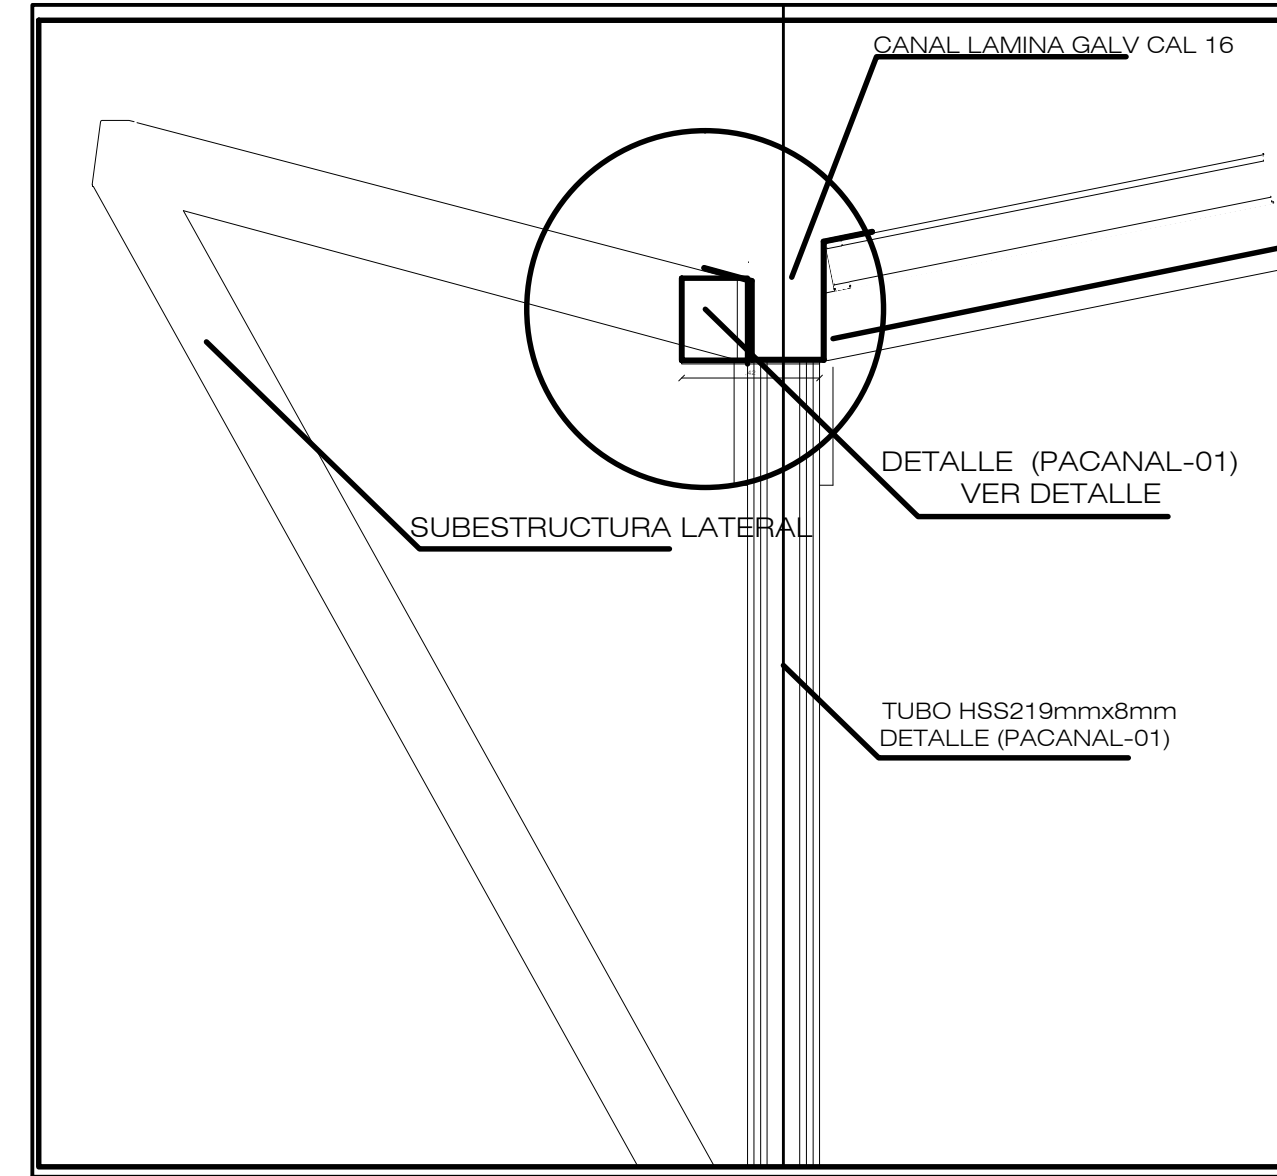 CANAL LAMINA GALV CAL 16
DETALLE (PACANAL-01)
VER DETALLE
SUBESTRUCTURA LATERAL
TUBO HSS219mmx8mm
DETALLE (PACANAL-01)